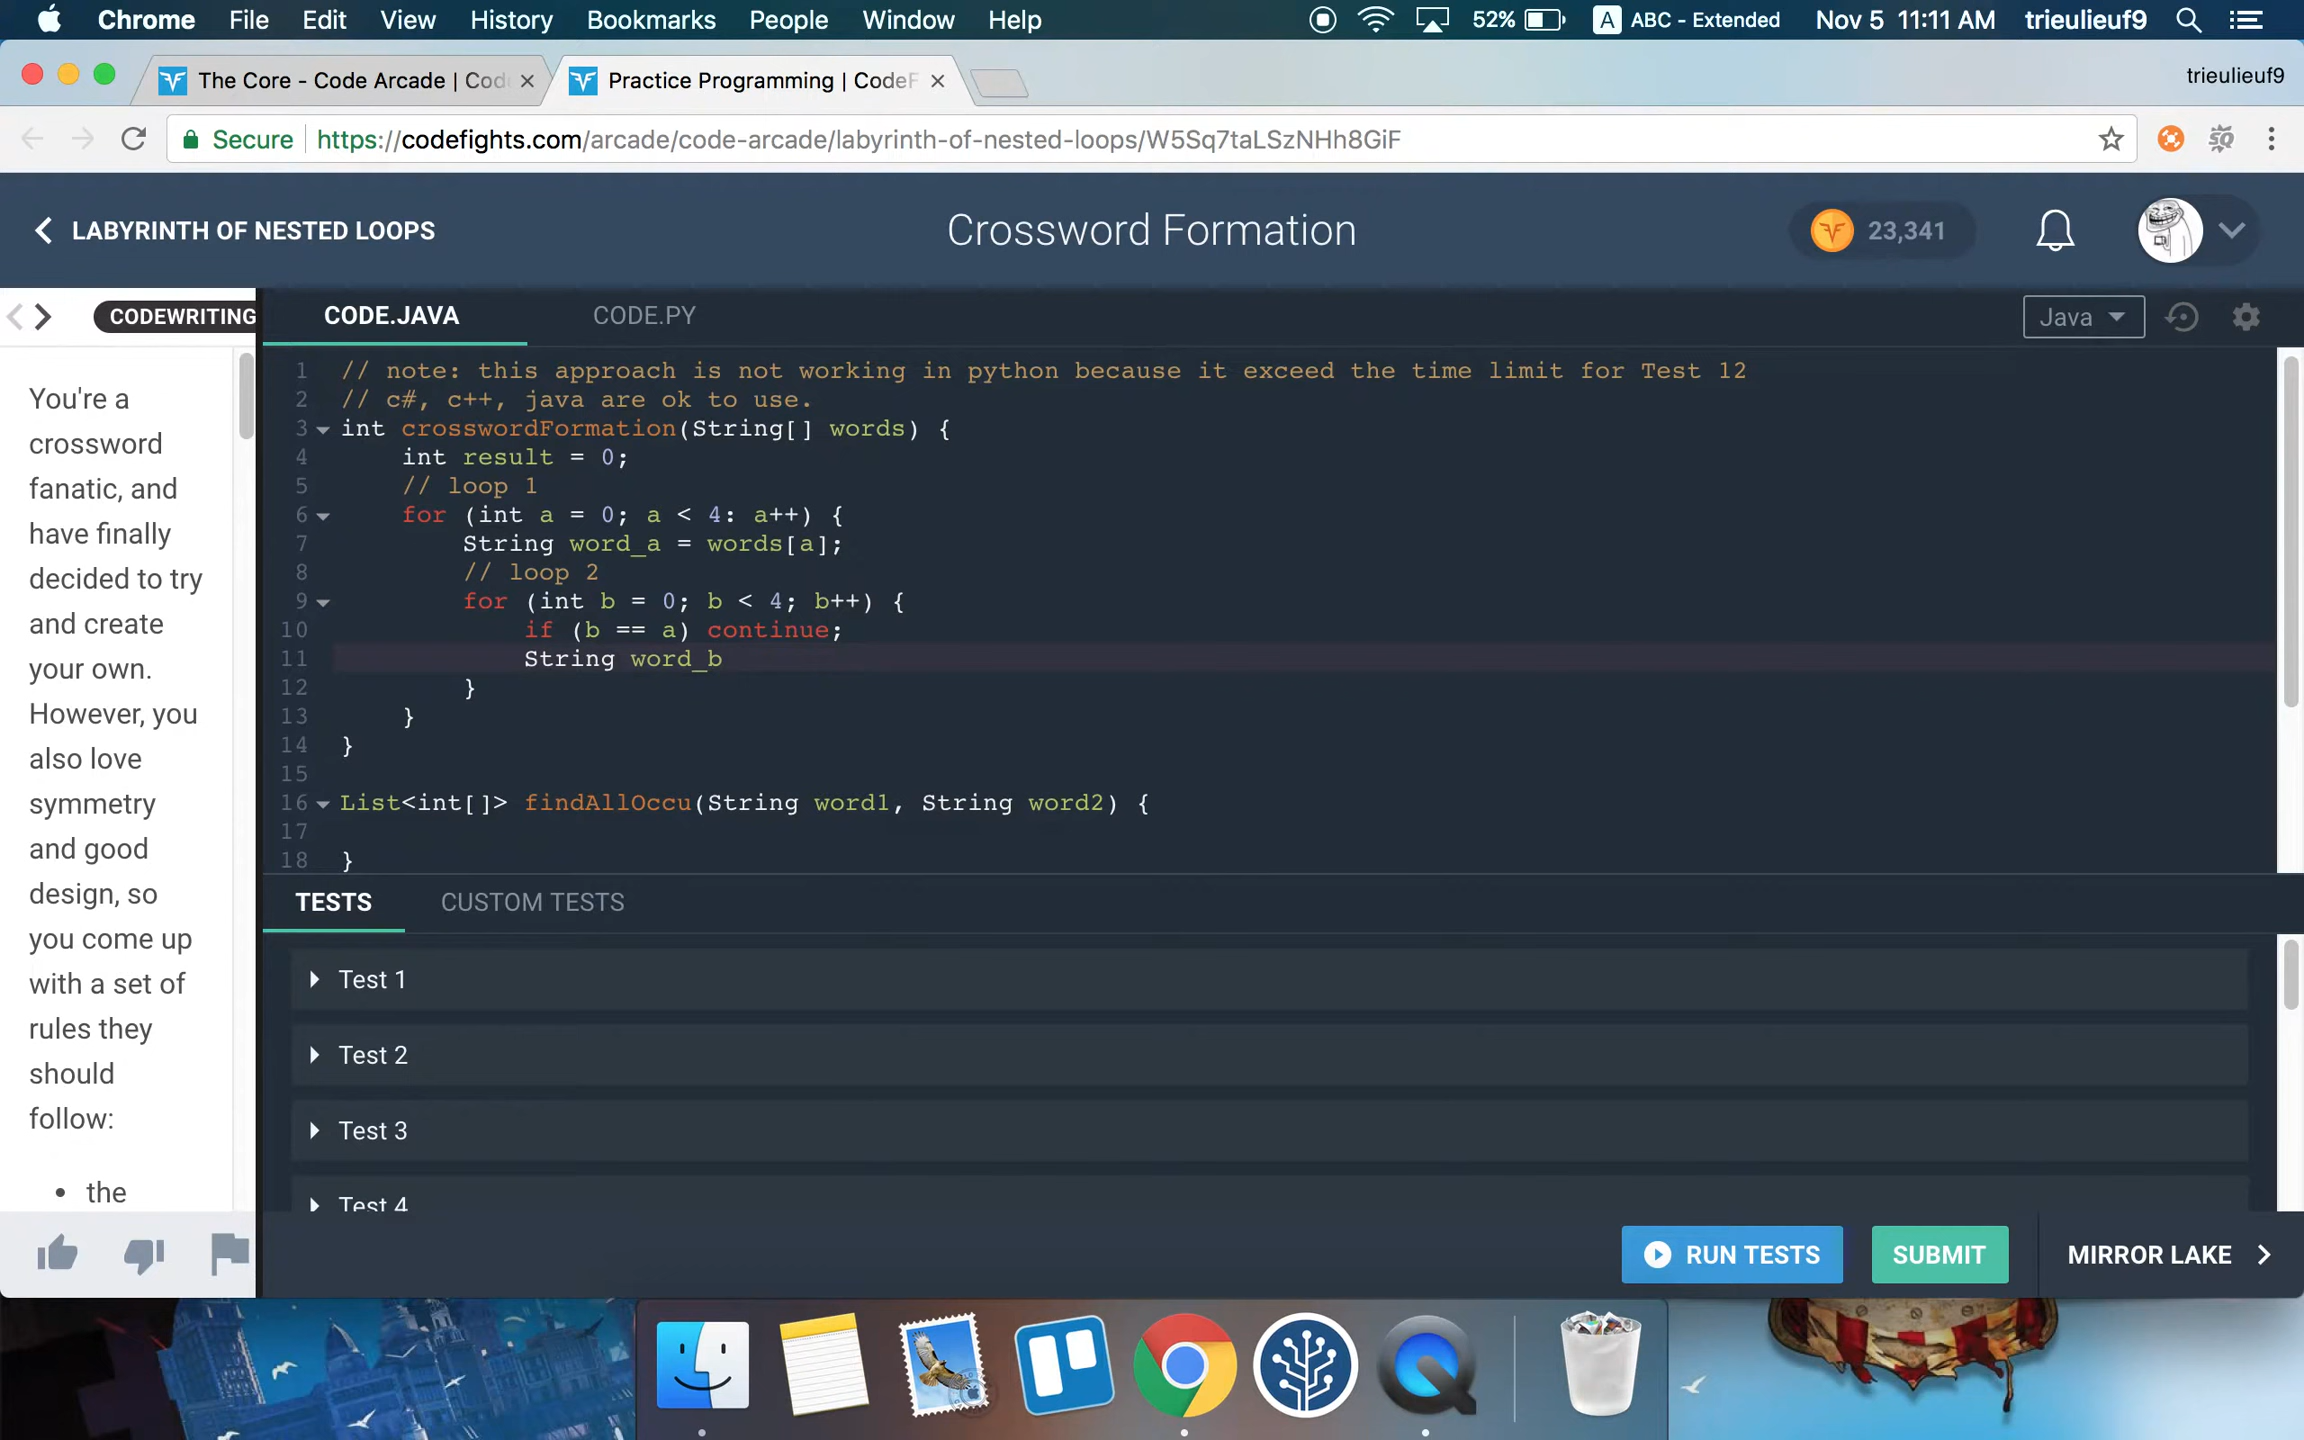 Chrome File Edit View History Bookmarks People Window Help 52% A ABC - Extended Nov 5 11:11 AM trieulieuf9
The Core - Code Arcade | Cod Practice Programming | CodeF trieulieuf9
Secure https://codefights.com/arcade/code-arcade/labyrinth-of-nested-loops/W5Sq7taLSzNHh8GiF
LABYRINTH OF NESTED LOOPS Crossword Formation 23,341
CODEWRITING CODE.JAVA CODE.PY Java
You're a
crossword
fanatic, and
have finally
decided to try
and create
your own.
However, you
also love
symmetry
and good
design, so
you come up
with a set of
rules they
should
follow:
• the
1 // note: this approach is not working in python because it exceed the time limit for Test 12
2 // c#, c++, java are ok to use.
3 int crosswordFormation(String[] words) {
4 int result = 0;
5 // loop 1
6 for (int a = 0; a < 4: a++) {
7 String word_a = words[a];
8 // loop 2
9 for (int b = 0; b < 4; b++) {
10 if (b == a) continue;
11 String word_b
12 }
13 }
14 }
15
16 List<int[]> findAllOccu(String word1, String word2) {
17
18 }
TESTS CUSTOM TESTS
Test 1
Test 2
Test 3
Test 4
RUN TESTS SUBMIT MIRROR LAKE